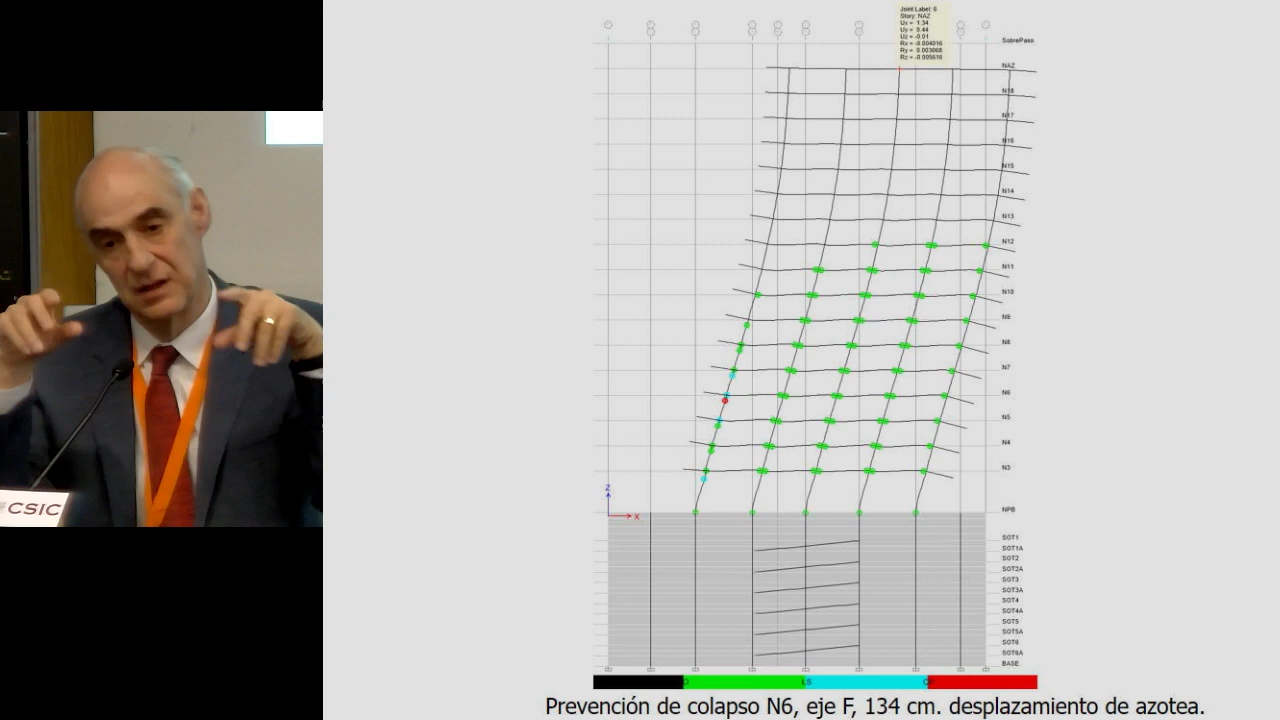 Joint Label: 6
Story: NAZ
Ux = 1.34
Uy = 0.44
Uz = -0.01
Rx = -0.004016
Ry = 0.003068
Rz = -0.005616
SobrePaso
NAZ
N18
N17
N16
N15
N14
N13
N12
N11
N10
N9
N8
N7
N6
N5
N4
N3
Z
X
NPB
SOT1
SOT1A
SOT2
SOT2A
SOT3
SOT3A
SOT4
SOT4A
SOT5
SOT5A
SOT6
SOT6A
BASE
LS
CSIC
Prevención de colapso N6, eje F, 134 cm. desplazamiento de azotea.